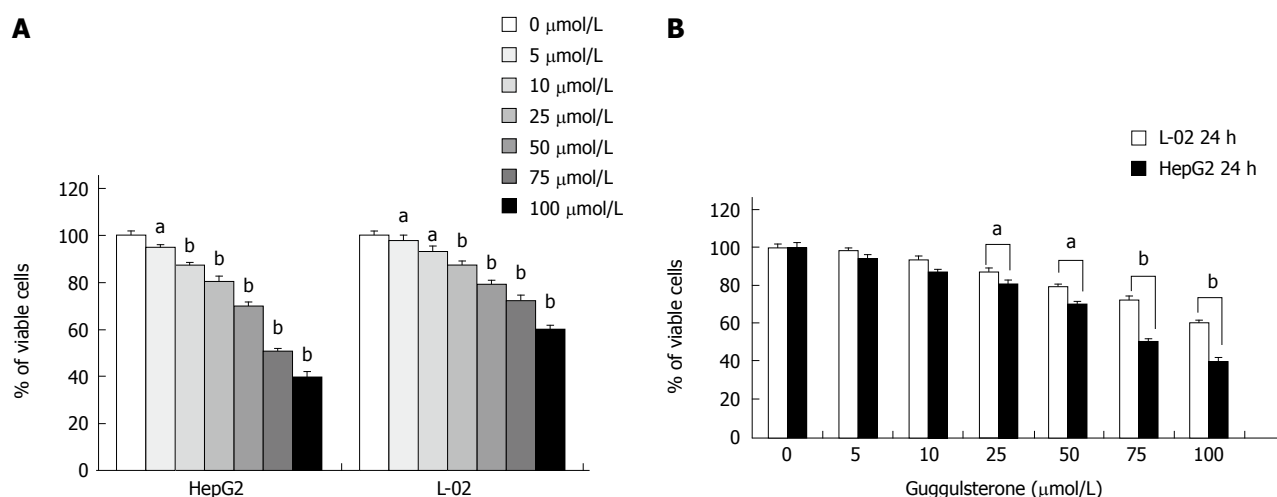 A
0 μmol/L
5 μmol/L
10 μmol/L
25 μmol/L
50 μmol/L
75 μmol/L
100 μmol/L
% of viable cells
120
100
80
60
40
20
0
a
b
b
b
b
b
a
a
b
b
b
b
HepG2
L-02
B
L-02 24 h
HepG2 24 h
% of viable cells
120
100
80
60
40
20
0
a
a
b
b
0 5 10 25 50 75 100
Guggulsterone (μmol/L)